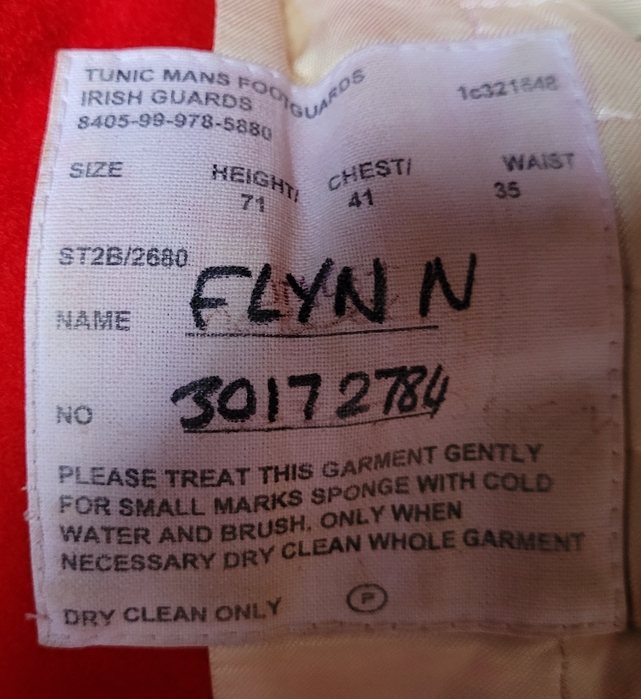 TUNIC MANS FOOTGUARDS
IRISH GUARDS 1c321648
8405-99-978-5880
SIZE HEIGHT/ CHEST/ WAIST
71 41 35
ST2B/2680
NAME FLYNN
NO 30172784
PLEASE TREAT THIS GARMENT GENTLY
FOR SMALL MARKS SPONGE WITH COLD
WATER AND BRUSH. ONLY WHEN
NECESSARY DRY CLEAN WHOLE GARMENT
DRY CLEAN ONLY P